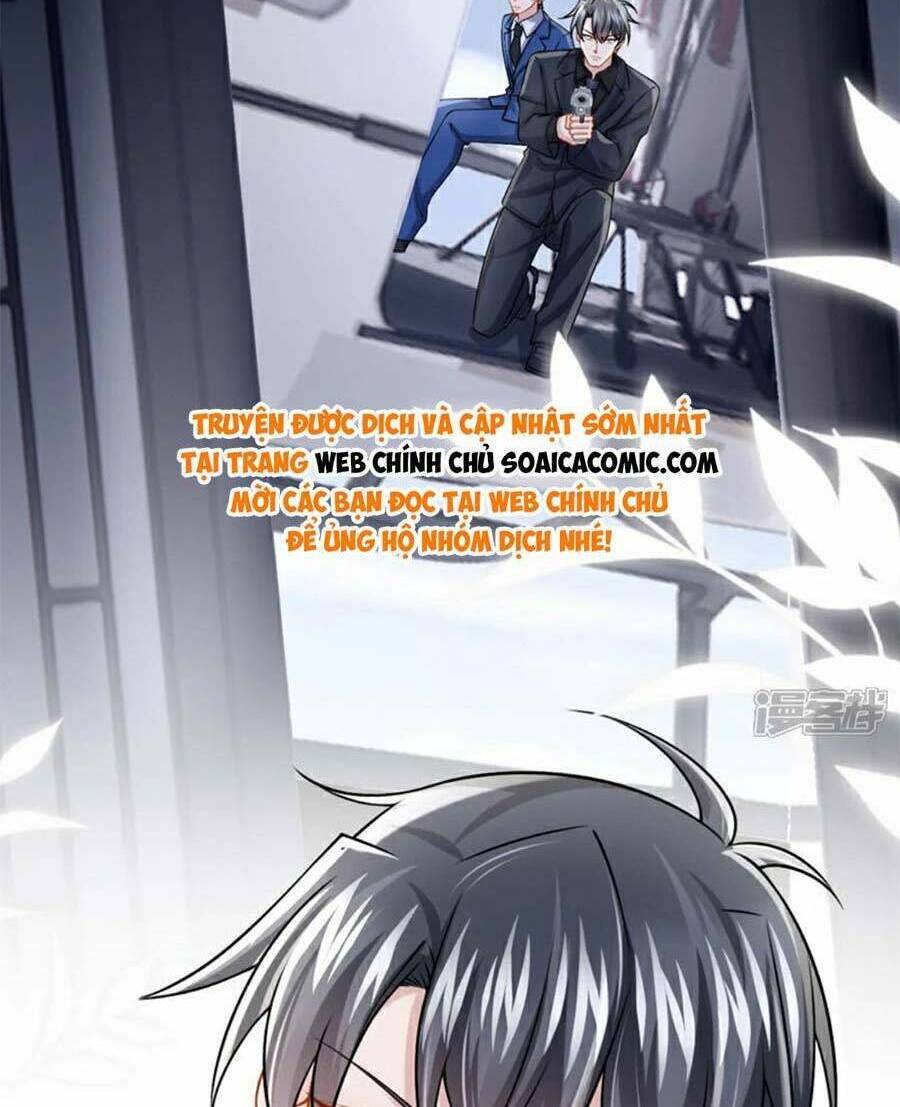 TRUYỆN ĐƯỢC DỊCH VÀ CẬP NHẬT SỚM NHẤT
TẠI TRANG WEB CHÍNH CHỦ SOAICACOMIC.COM
MỜI CÁC BẠN ĐỌC TẠI WEB CHÍNH CHỦ
ĐỂ ỦNG HỘ NHÓM DỊCH NHÉ!
漫客栈